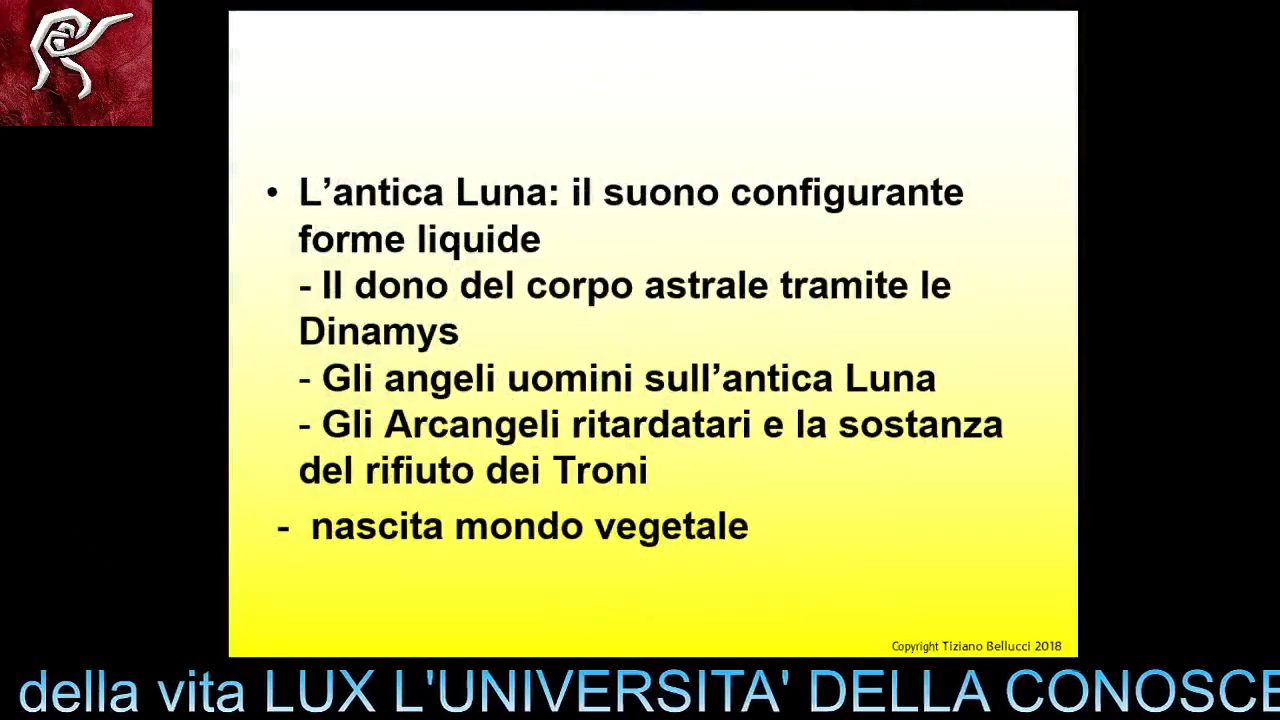 • L’antica Luna: il suono configurante
forme liquide
- Il dono del corpo astrale tramite le
Dinamys
- Gli angeli uomini sull’antica Luna
- Gli Arcangeli ritardatari e la sostanza
del rifiuto dei Troni
- nascita mondo vegetale
Copyright Tiziano Bellucci 2018
della vita LUX L'UNIVERSITA' DELLA CONOSCE